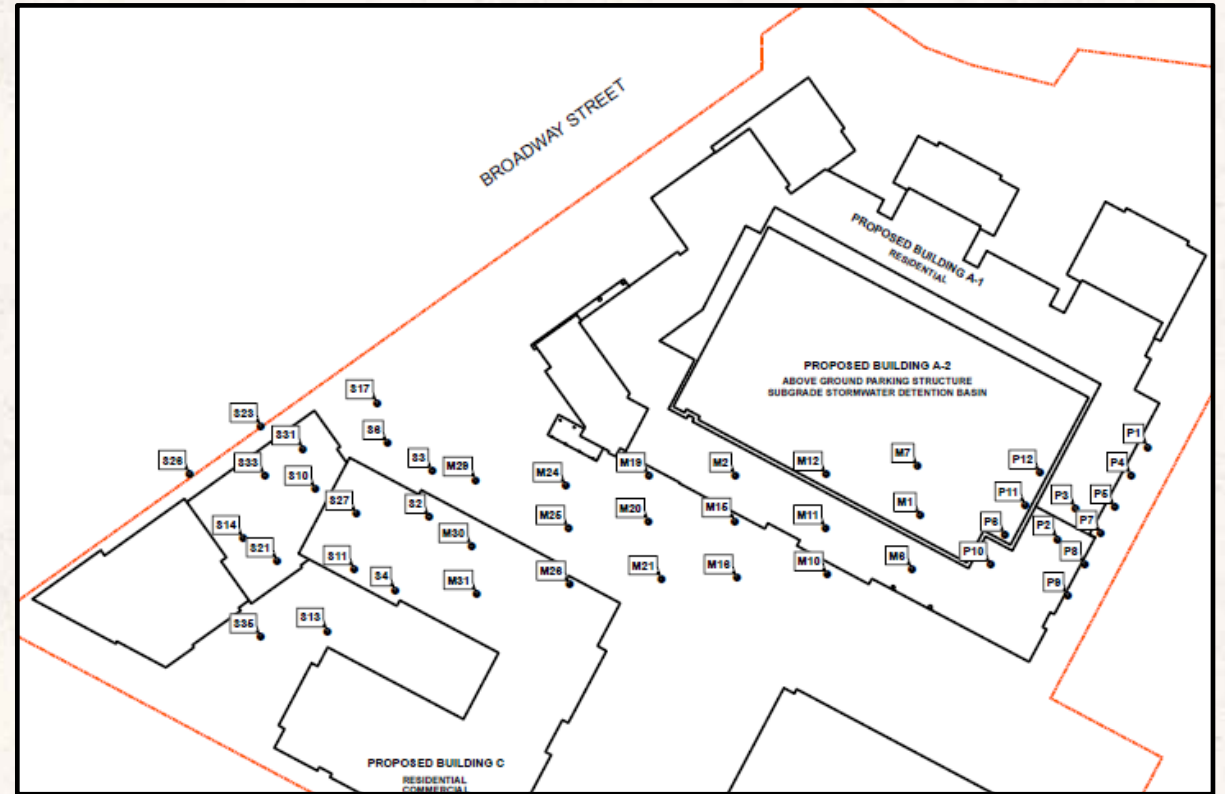 BROADWAY STREET
PROPOSED BUILDING A-1
RESIDENTIAL
PROPOSED BUILDING A-2
ABOVE GROUND PARKING STRUCTURE
SUBGRADE STORMWATER DETENTION BASIN
S17
S23
S6
S31
P1
S26
S33
S3
M29
M24
M19
M2
M12
M7
P12
P4
S10
S27
S2
M25
M20
M15
M11
M1
P11
P3
P5
S14
M30
P6
P2
P7
S21
S11
S4
M31
M26
M21
M16
M10
M6
P10
P8
P9
S35
S13
PROPOSED BUILDING C
RESIDENTIAL
COMMERCIAL